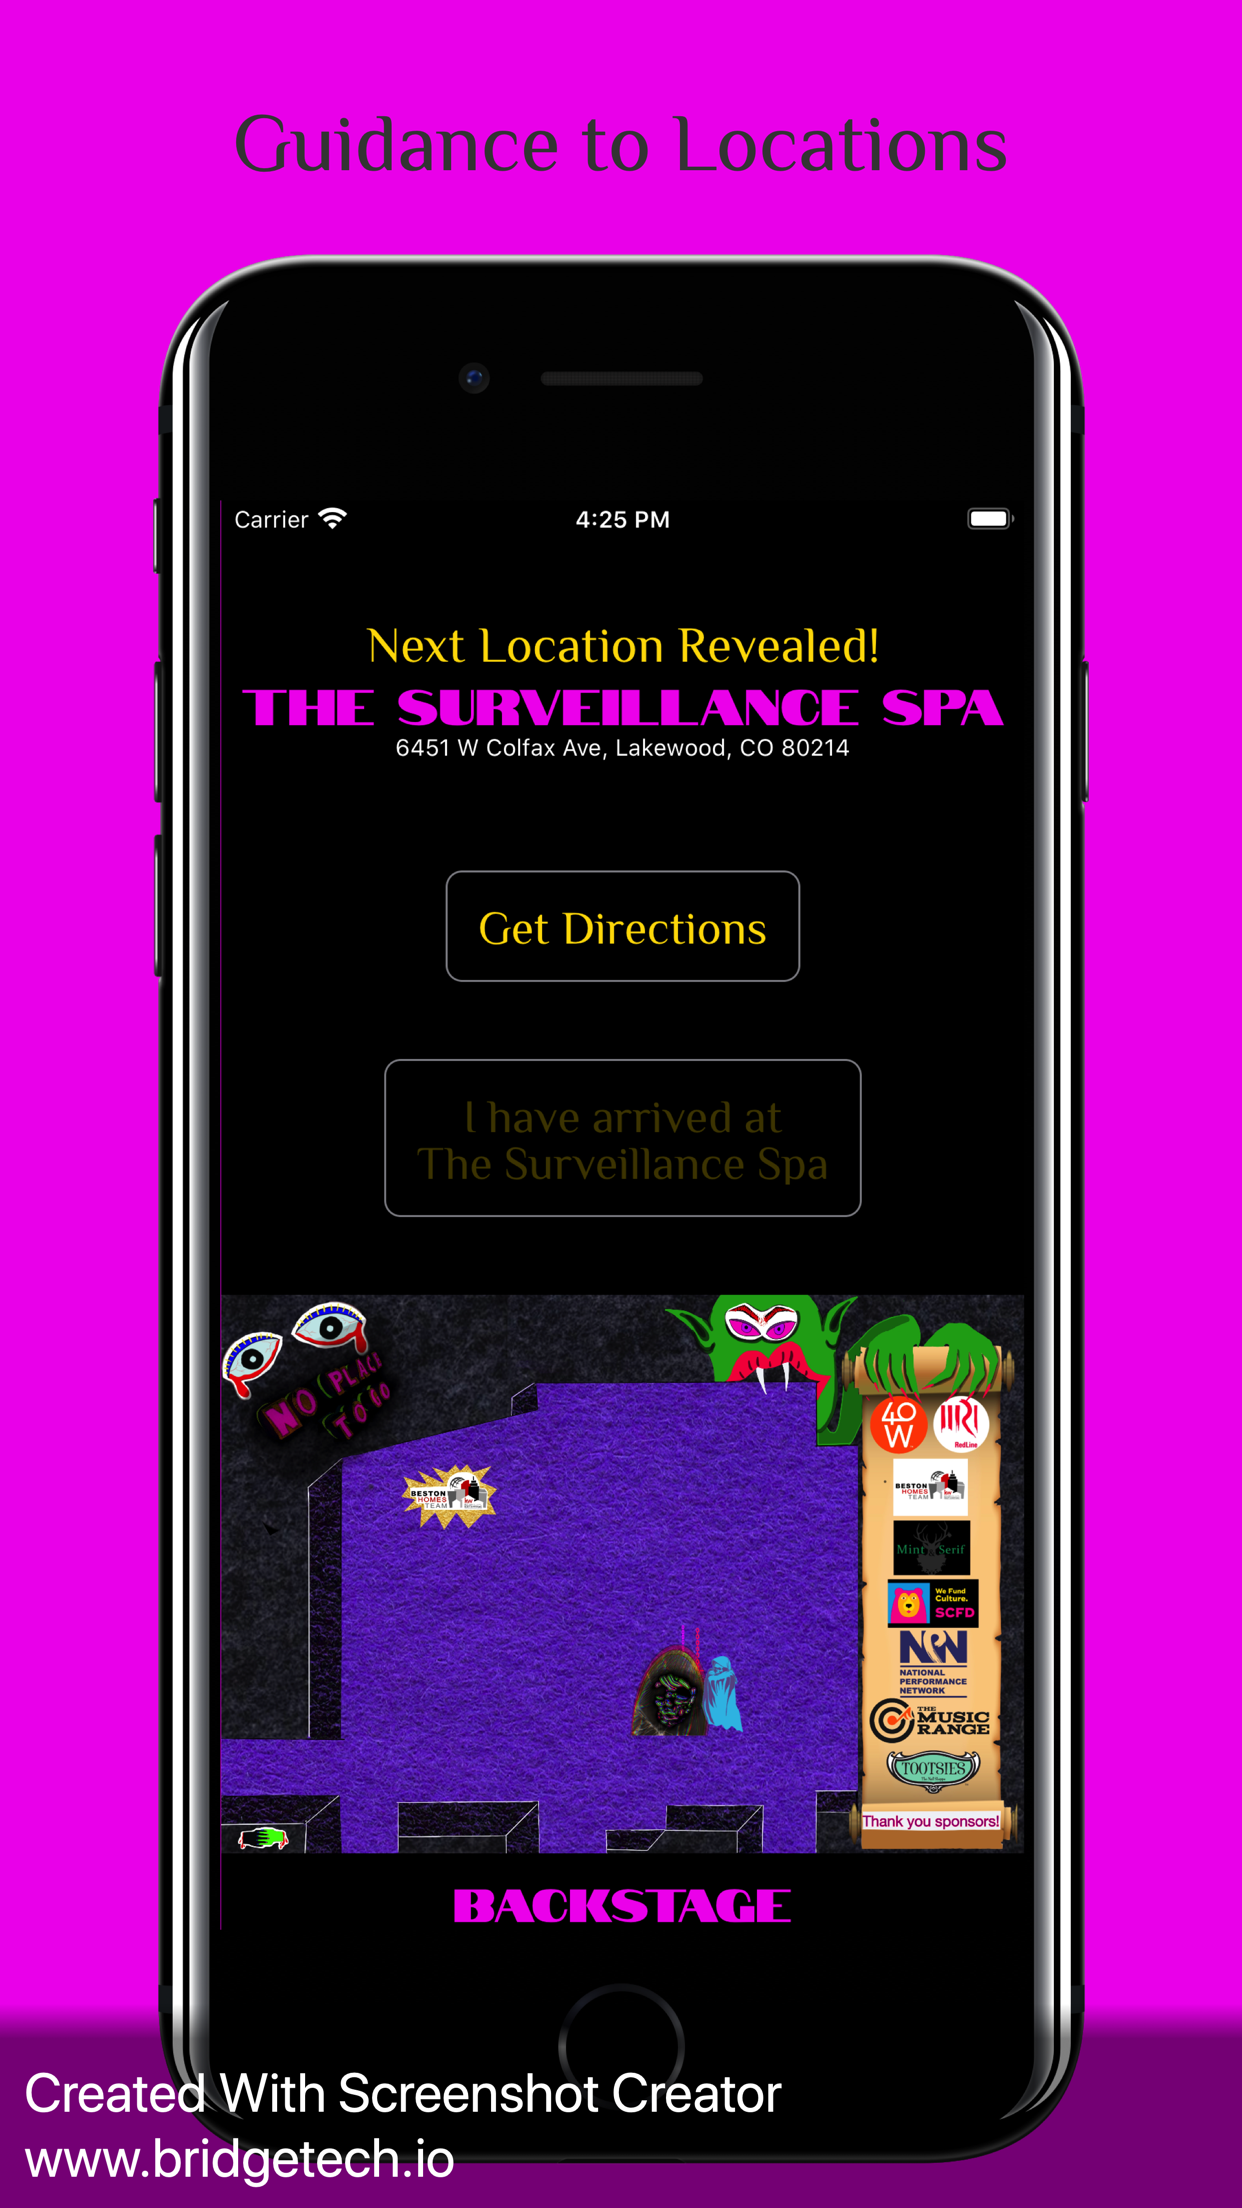 Guidance to Locations
Carrier
4:25 PM
Next Location Revealed!
THE SURVEILLANCE SPA
6451 W Colfax Ave, Lakewood, CO 80214
Get Directions
I have arrived at
The Surveillance Spa
NO PLACE
TO GO
40
W
RedLine
BESTON
HOMES
TEAM
BESTON
HOMES
TEAM
Mint Serif
We Fund
Culture.
SCFD
NPN
NATIONAL
PERFORMANCE
NETWORK
THE
MUSIC
RANGE
TOOTSIES
Thank you sponsors!
BACKSTAGE
Created With Screenshot Creator
www.bridgetech.io